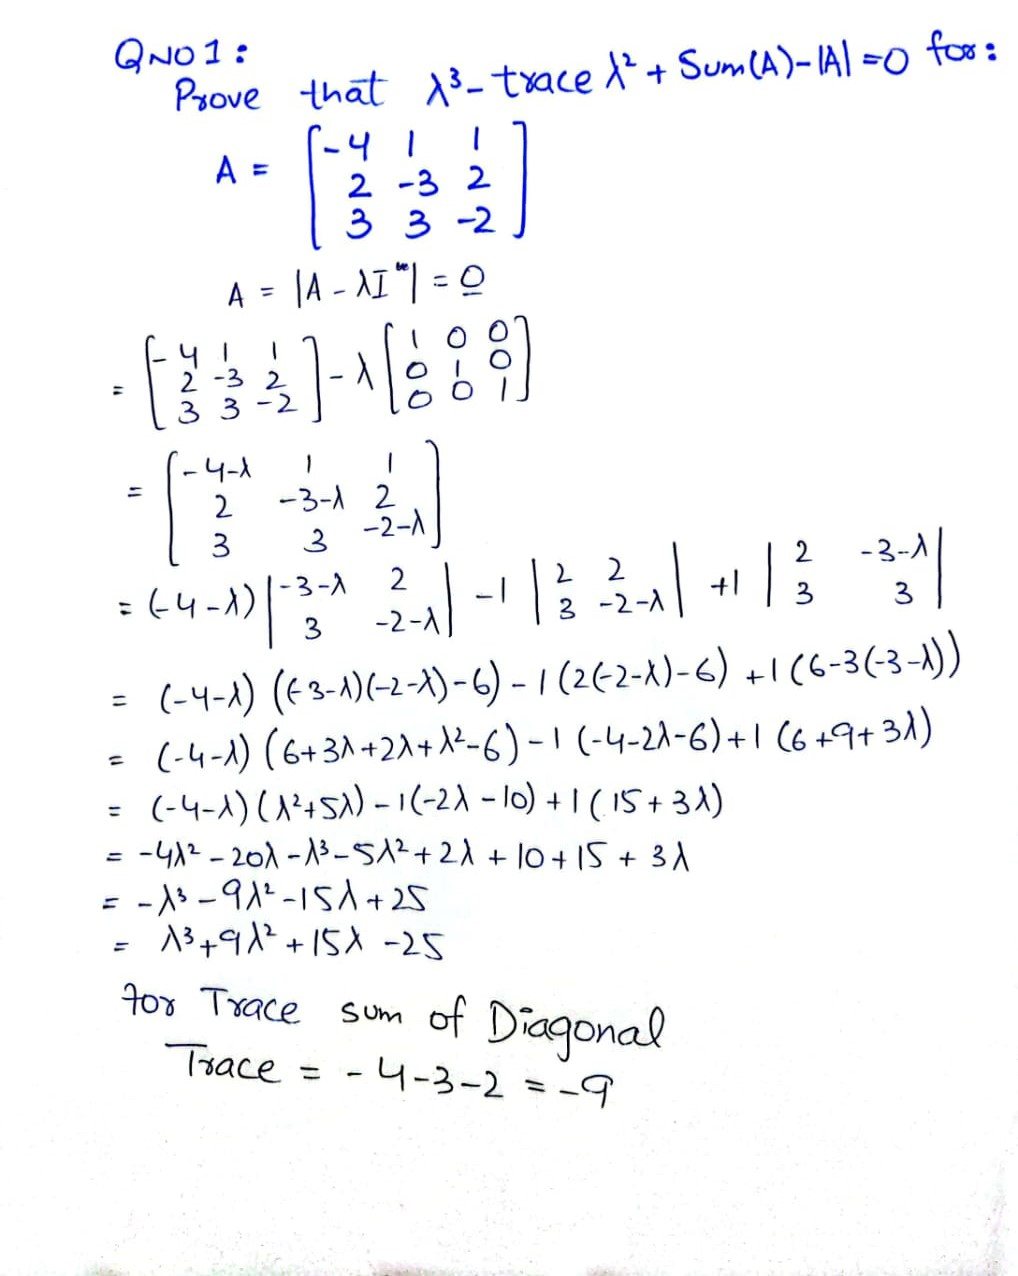 QNO1:
Prove that λ³- trace λ² + Sum(A)-|A| =0 for:
A = [-4 1 1
2 -3 2
3 3 -2]
A = |A - λI| = 0
= [-4 1 1
2 -3 2
3 3 -2] - λ [1 0 0
0 1 0
0 0 1]
= [-4-λ 1 1
2 -3-λ 2
3 3 -2-λ]
= (-4-λ) |-3-λ 2
3 -2-λ| -1 |2 2
3 -2-λ| +1 |2 -3-λ
3 3|
= (-4-λ) ((-3-λ)(-2-λ)-6) - 1 (2(-2-λ)-6) +1 (6-3(-3-λ))
= (-4-λ) (6+3λ+2λ+λ²-6) - 1 (-4-2λ-6)+1 (6+9+3λ)
= (-4-λ) (λ²+5λ) - 1(-2λ-10) + 1 (15+3λ)
= -4λ² - 20λ - λ³ - 5λ² + 2λ + 10 + 15 + 3λ
= -λ³ - 9λ² - 15λ + 25
= λ³ + 9λ² + 15λ - 25
for Trace sum of Diagonal
Trace = - 4-3-2 = -9